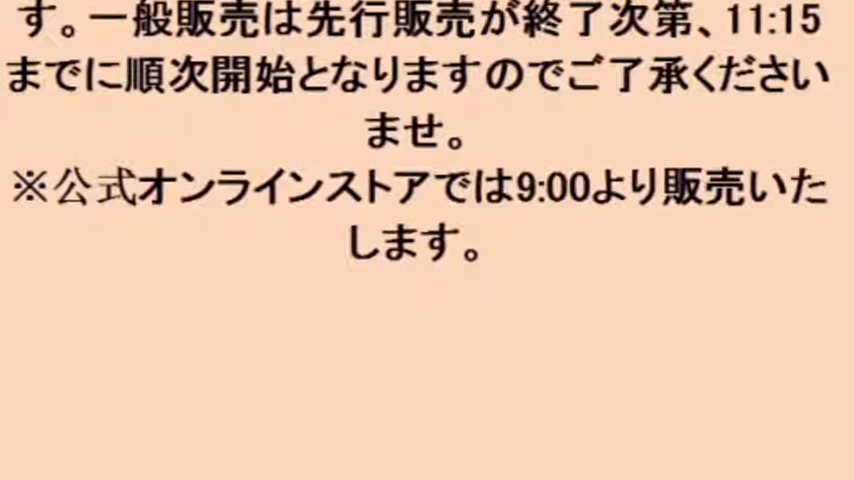 す。一般販売は先行販売が終了次第、11:15
までに順次開始となりますのでご了承ください
ませ。
※公式オンラインストアでは9:00より販売いた
します。